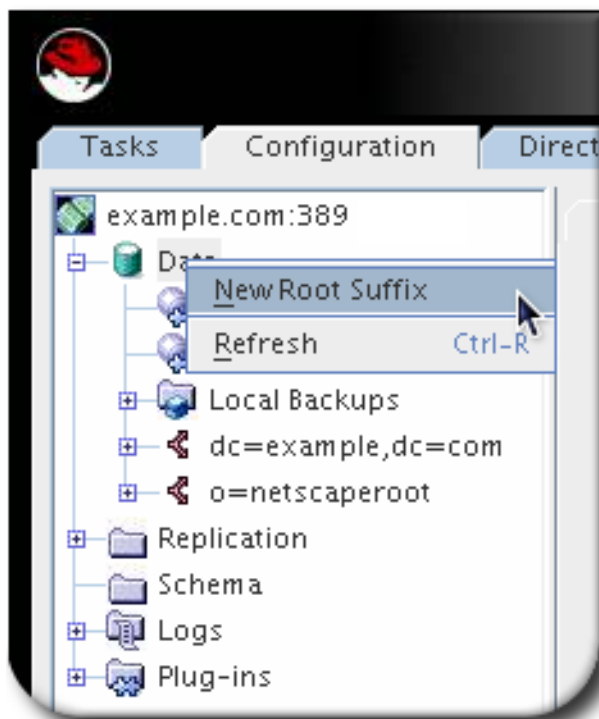 Tasks Configuration Direct
example.com:389
Data
New Root Suffix
Refresh Ctrl-R
Local Backups
dc=example,dc=com
o=netscaperoot
Replication
Schema
Logs
Plug-ins